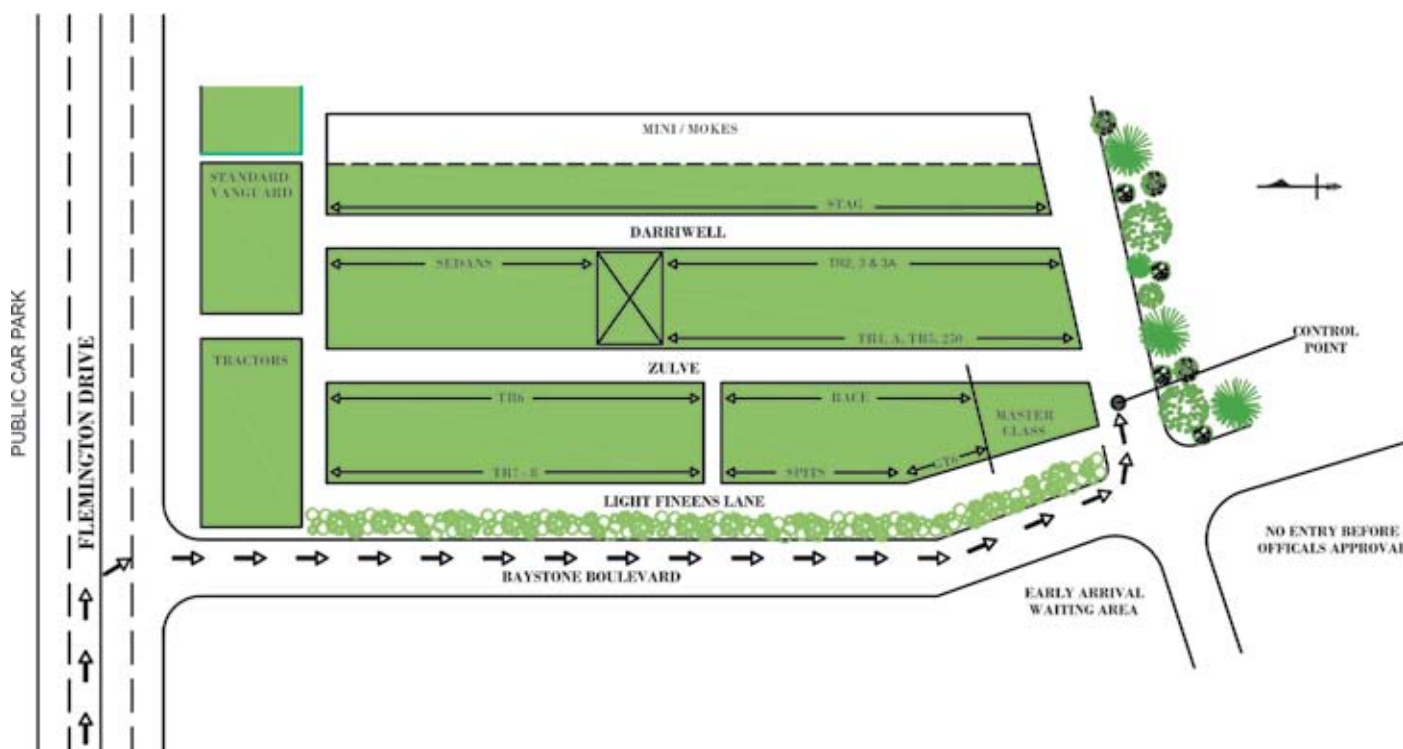 MINI / MOKES
STANDARD
VANGUARD
STAG
DARRIWELL
SEDANS
TR2, 3 & 3A
TR4, A, TR5, 250
CONTROL
POINT
TRACTORS
ZULVE
TR6
RACE
MASTER
CLASS
GT6
TR7 - 8
SPITS
LIGHT FINEENS LANE
PUBLIC CAR PARK
FLEMINGTON DRIVE
BAYSTONE BOULEVARD
NO ENTRY BEFORE
OFFICALS APPROVAL
EARLY ARRIVAL
WAITING AREA